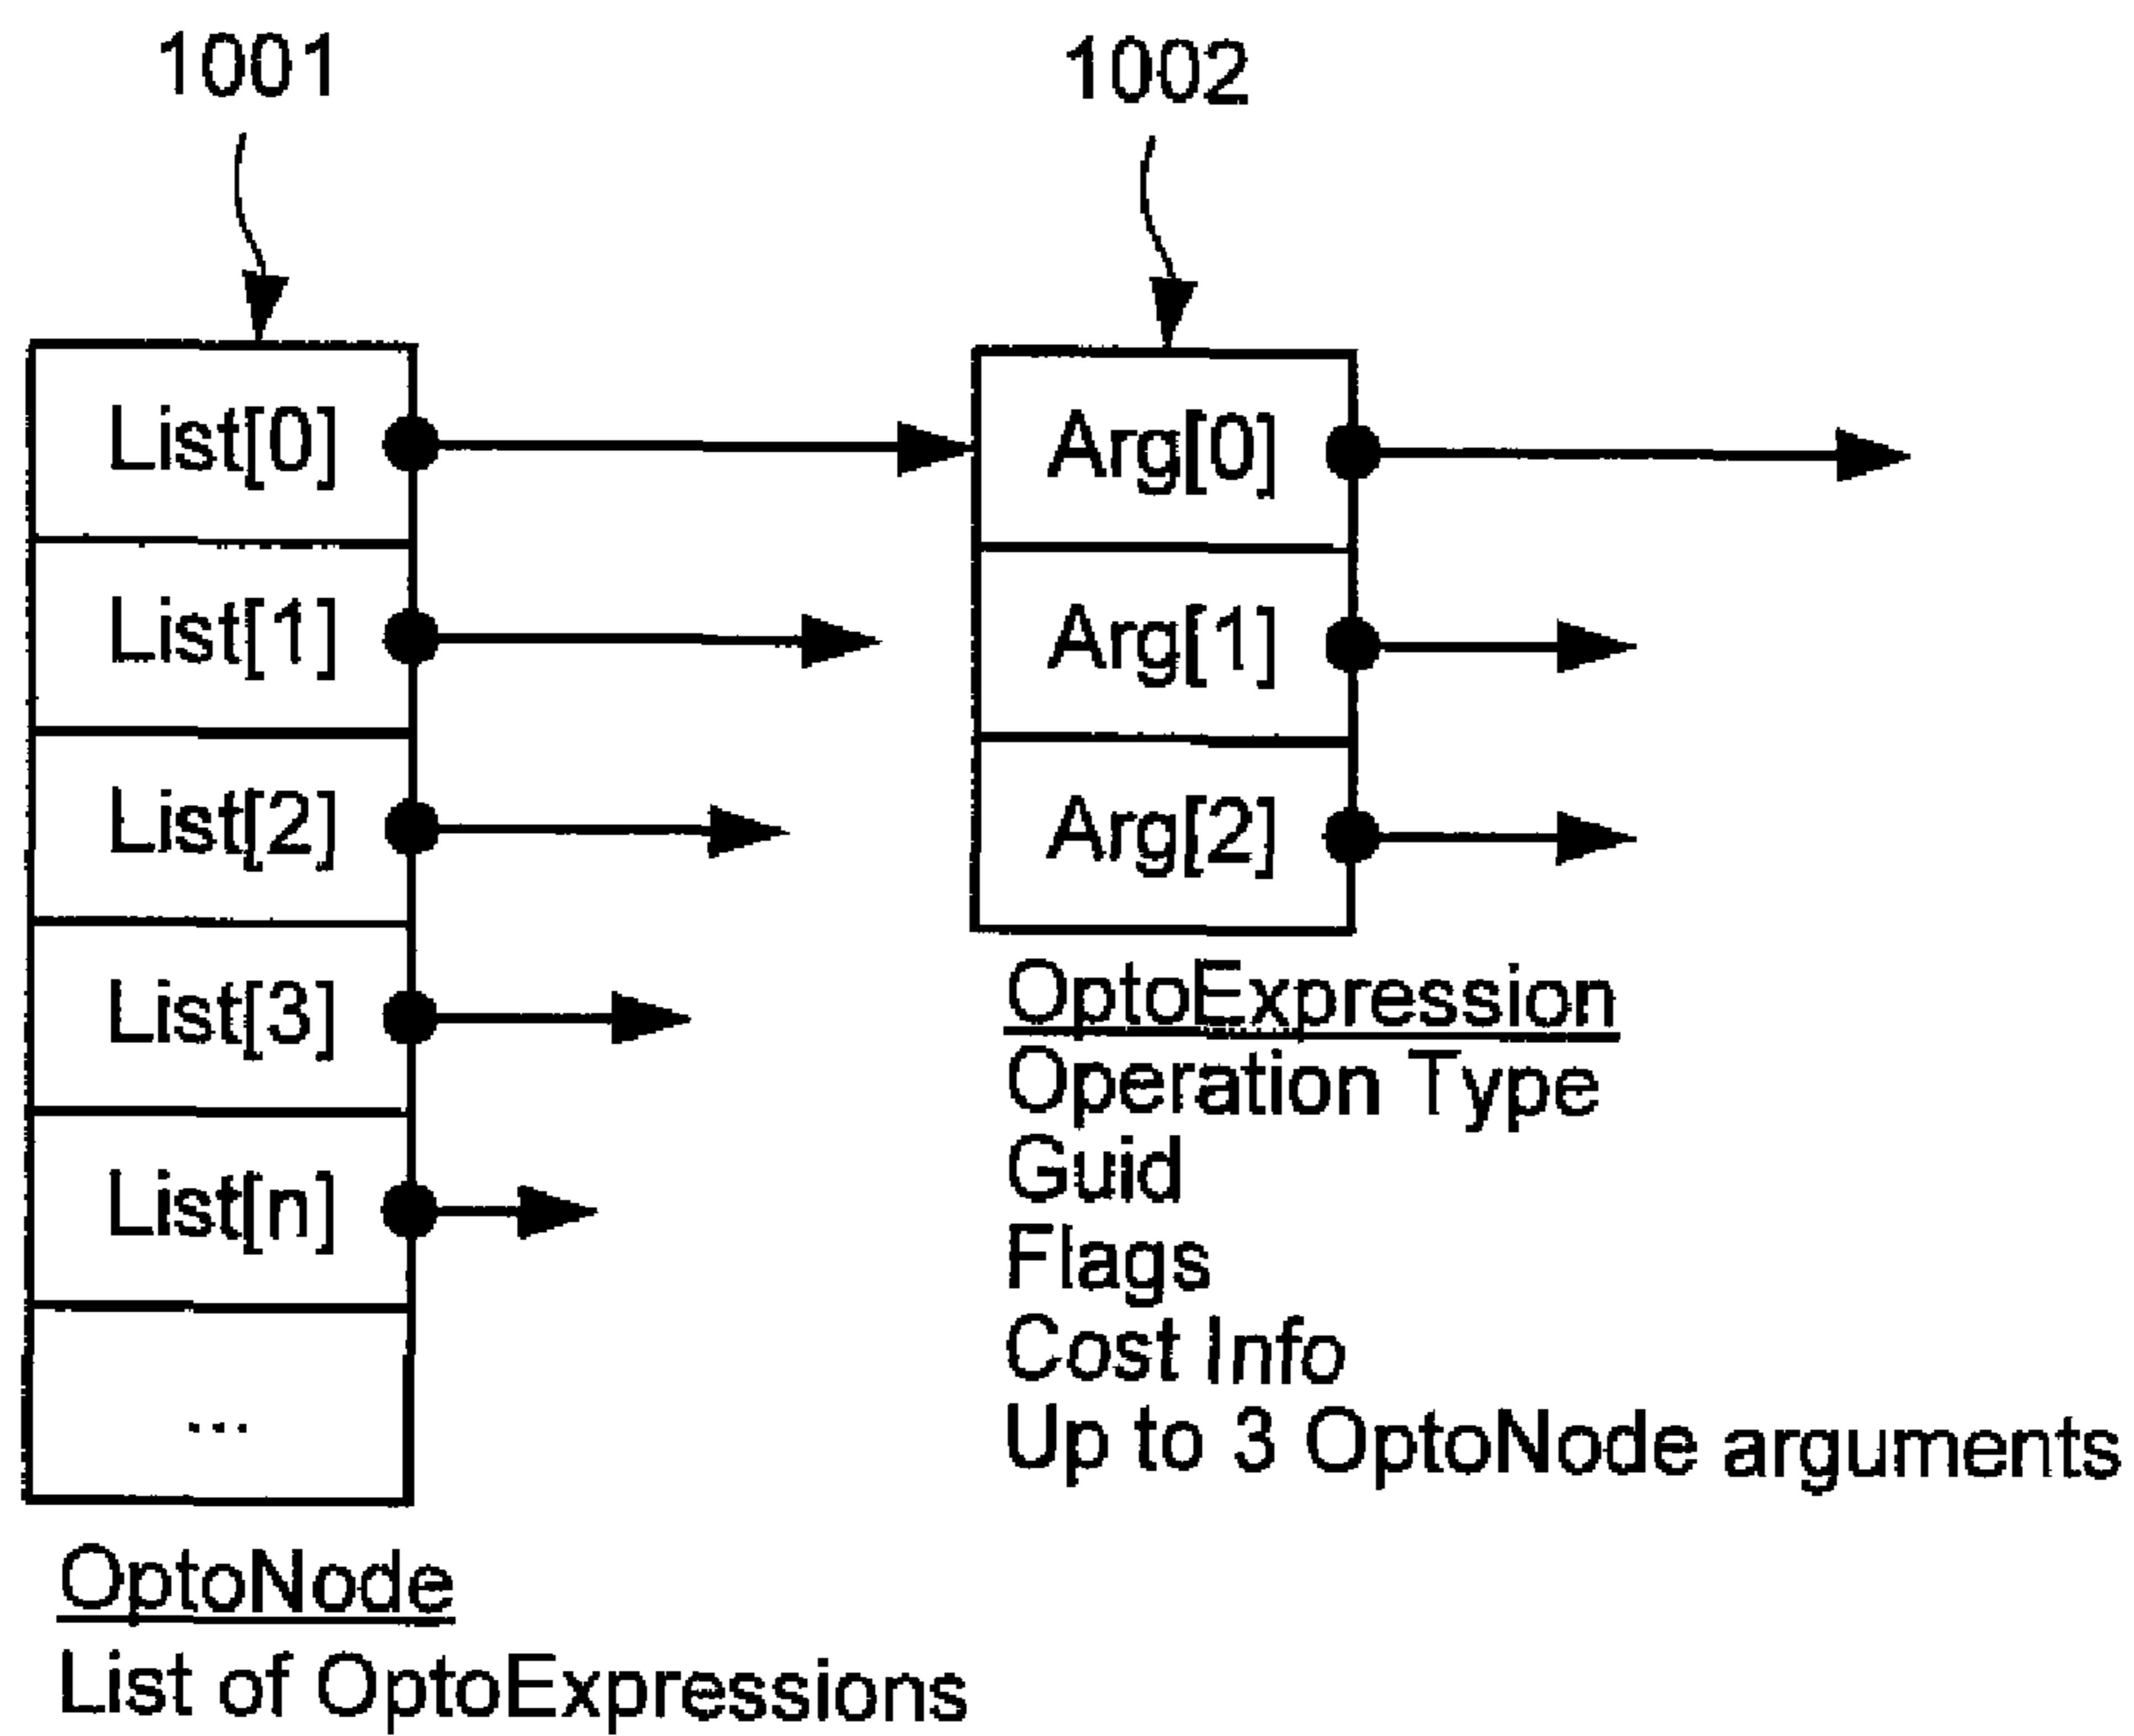 1001
1002
List[0]
List[1]
List[2]
List[3]
List[n]
...
Arg[0]
Arg[1]
Arg[2]
OptoExpression
Operation Type
Guid
Flags
Cost Info
Up to 3 OptoNode arguments
OptoNode
List of OptoExpressions